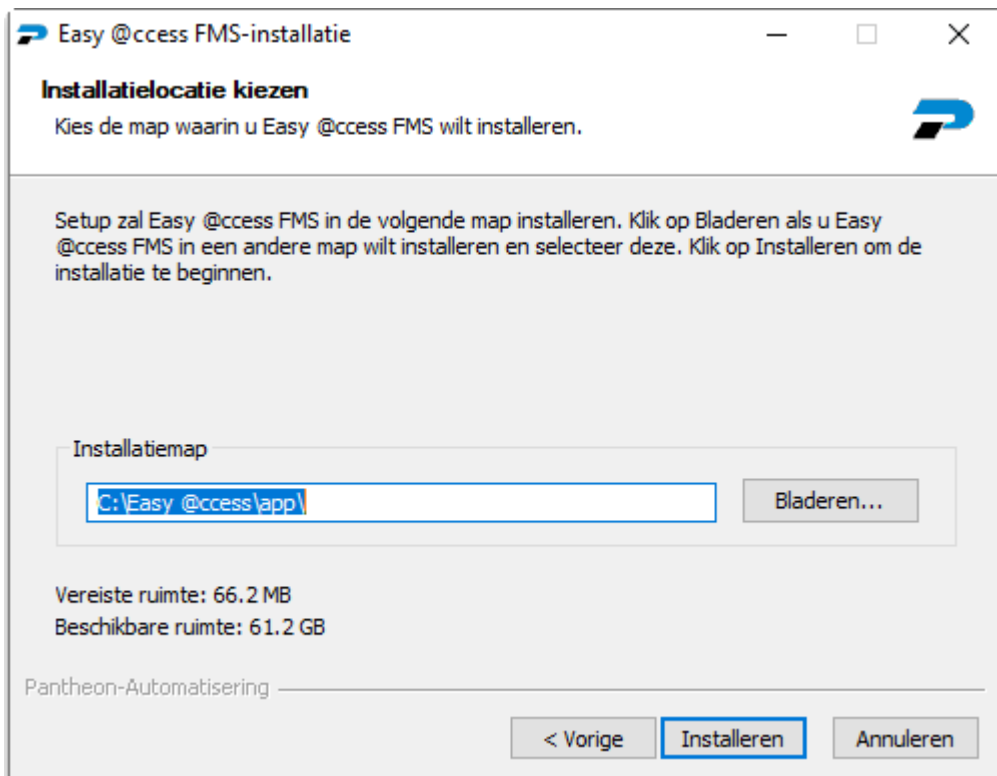 Easy @ccess FMS-installatie
Installatielocatie kiezen
Kies de map waarin u Easy @ccess FMS wilt installeren.
Setup zal Easy @ccess FMS in de volgende map installeren. Klik op Bladeren als u Easy
@ccess FMS in een andere map wilt installeren en selecteer deze. Klik op Installeren om de
installatie te beginnen.
Installatiemap
C:\Easy @ccess\app\
Bladeren...
Vereiste ruimte: 66.2 MB
Beschikbare ruimte: 61.2 GB
Pantheon-Automatisering
< Vorige
Installeren
Annuleren